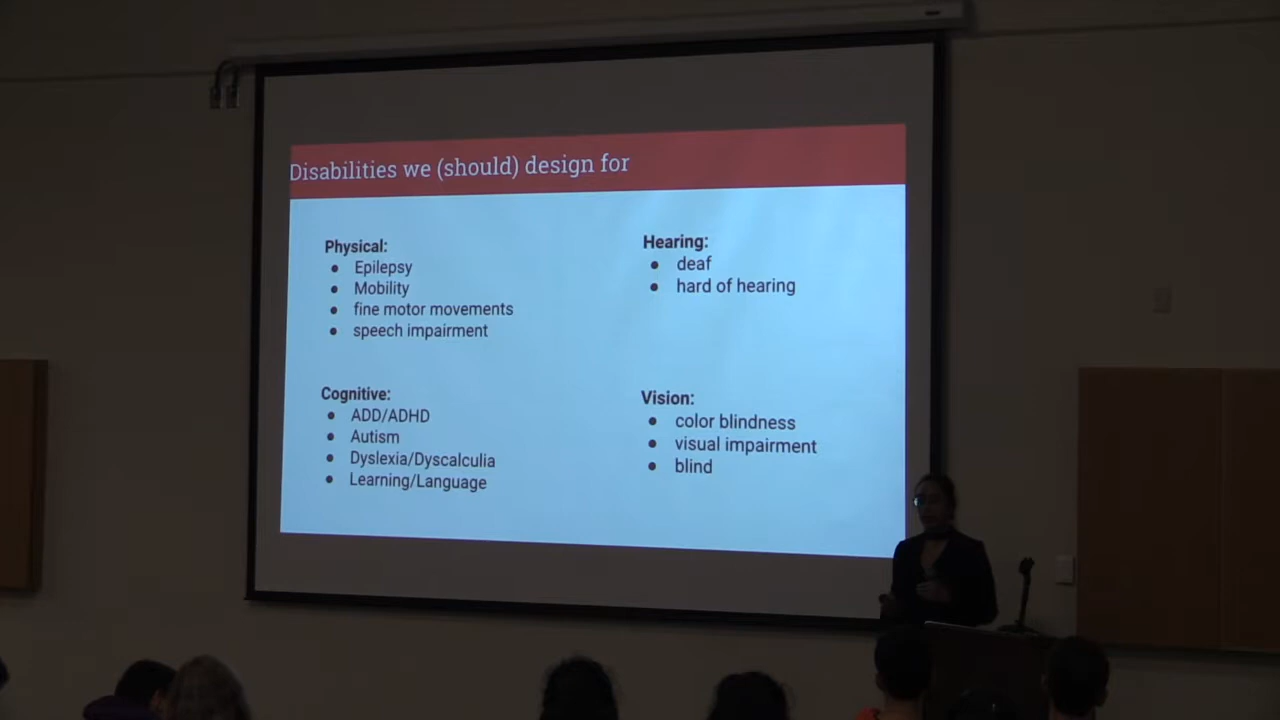 Disabilities we (should) design for
Physical:
● Epilepsy
● Mobility
● fine motor movements
● speech impairment
Cognitive:
● ADD/ADHD
● Autism
● Dyslexia/Dyscalculia
● Learning/Language
Hearing:
● deaf
● hard of hearing
Vision:
● color blindness
● visual impairment
● blind